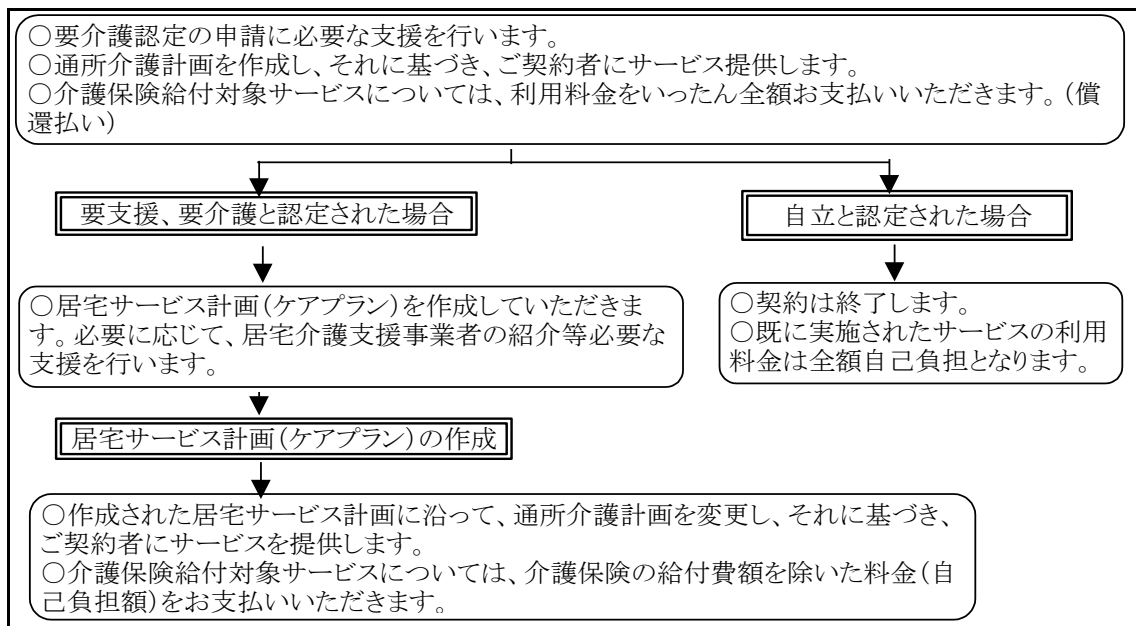 ○要介護認定の申請に必要な支援を行います。
○通所介護計画を作成し、それに基づき、ご契約者にサービス提供します。
○介護保険給付対象サービスについては、利用料金をいったん全額お支払いいただきます。(償
還払い)
要支援、要介護と認定された場合
自立と認定された場合
○居宅サービス計画(ケアプラン)を作成していただきま
す。必要に応じて、居宅介護支援事業者の紹介等必要な
支援を行います。
○契約は終了します。
○既に実施されたサービスの利用
料金は全額自己負担となります。
居宅サービス計画(ケアプラン)の作成
○作成された居宅サービス計画に沿って、通所介護計画を変更し、それに基づき、
ご契約者にサービスを提供します。
○介護保険給付対象サービスについては、介護保険の給付費額を除いた料金(自
己負担額)をお支払いいただきます。